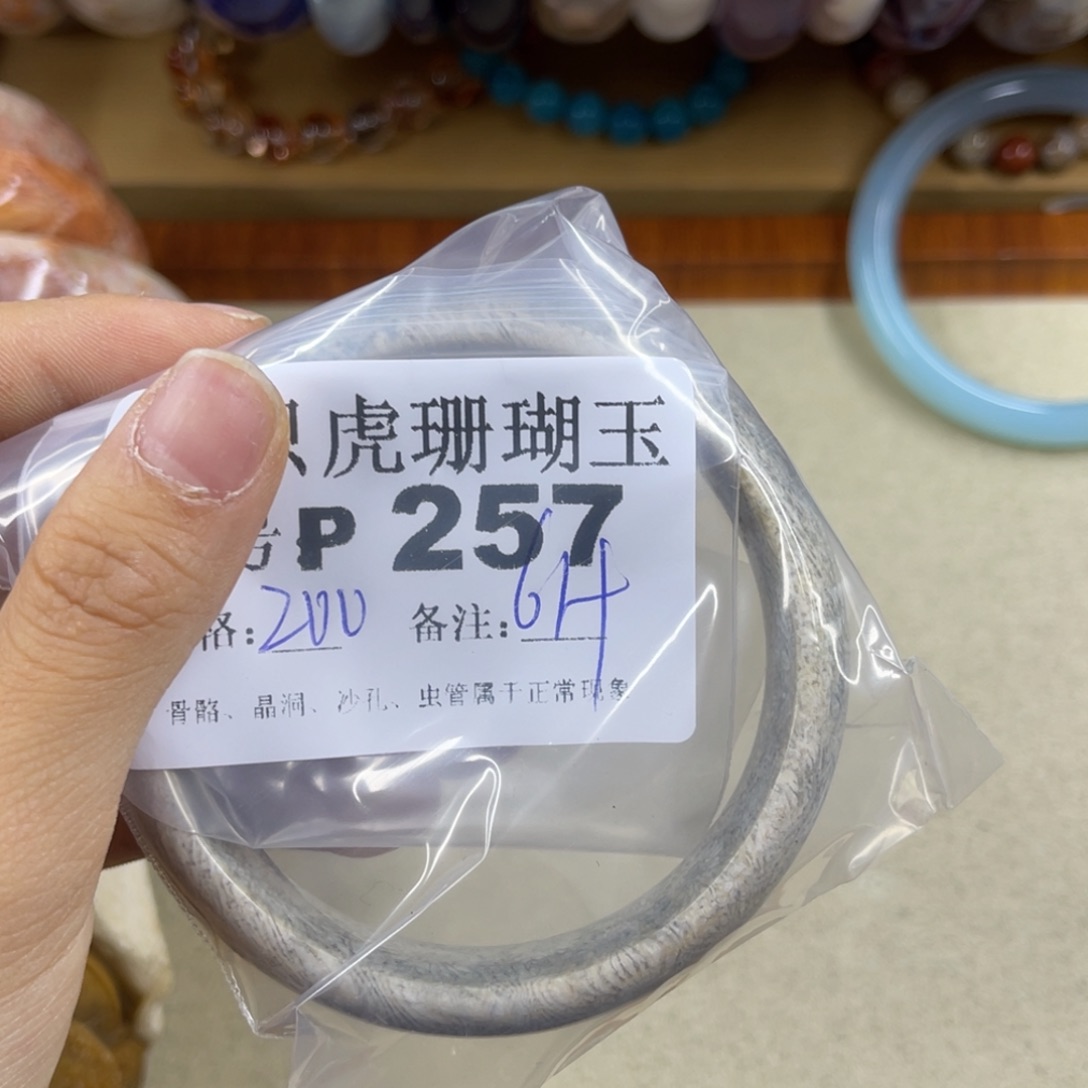 虎珊瑚玉
P 257
格:200 备注:6H
骨骼、晶洞、沙孔、虫管属于正常现象